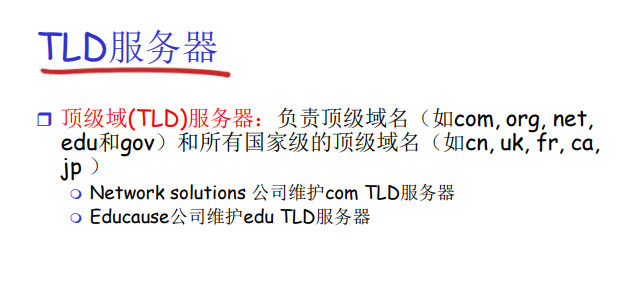 TLD服务器
顶级域(TLD)服务器：负责顶级域名（如com, org, net,
edu和gov）和所有国家级的顶级域名（如cn, uk, fr, ca,
jp ）
Network solutions 公司维护com TLD服务器
Educause公司维护edu TLD服务器